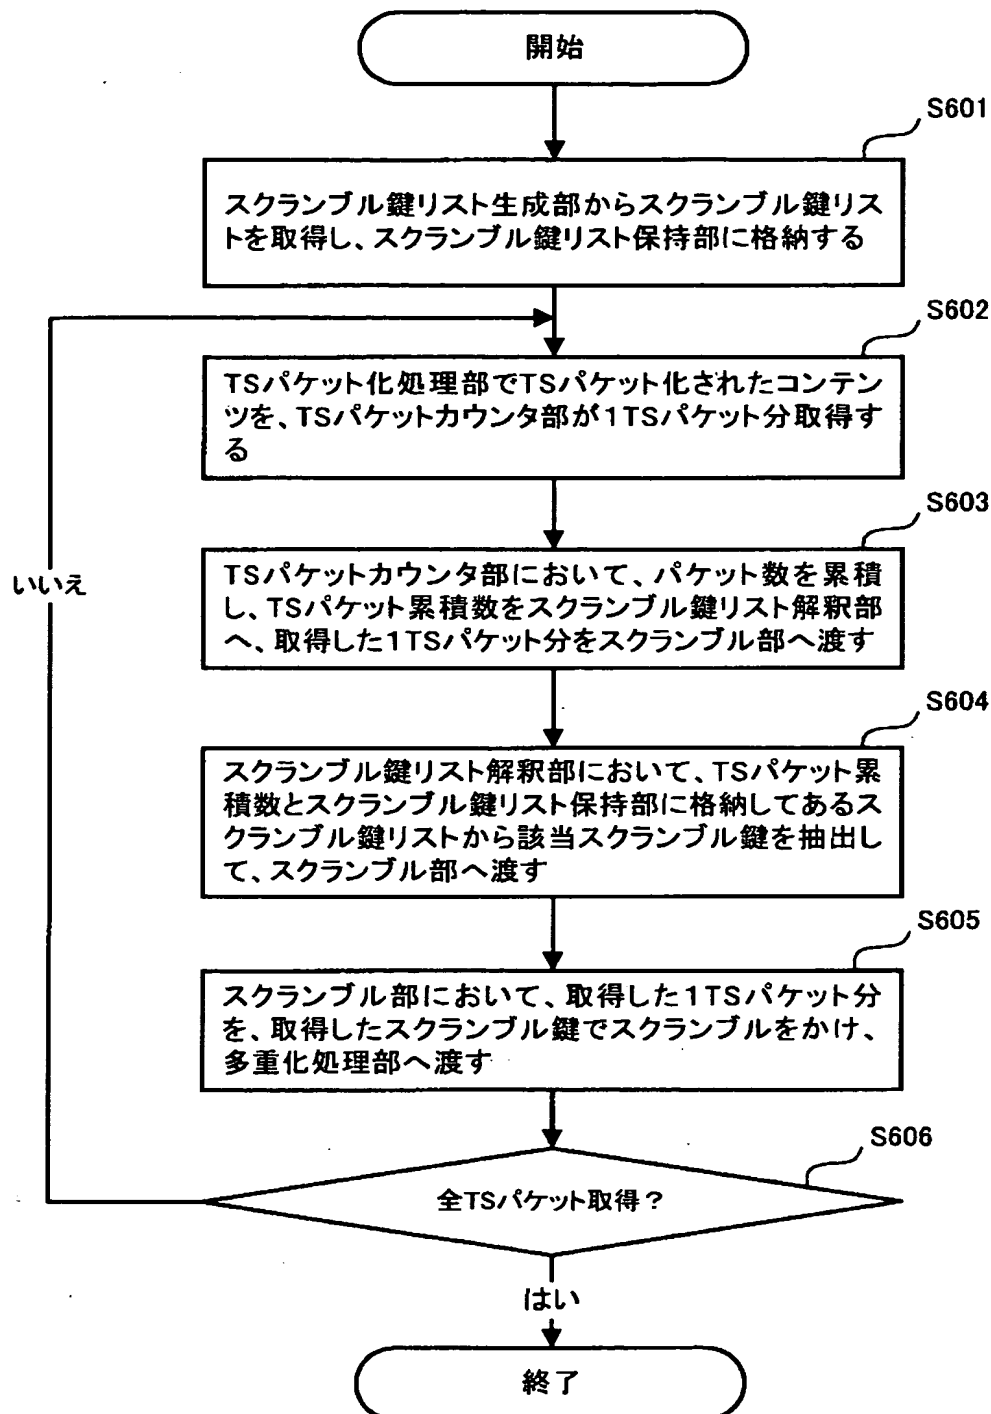 開始
S601
スクランブル鍵リスト生成部からスクランブル鍵リス
トを取得し、スクランブル鍵リスト保持部に格納する
S602
TSパケット化処理部でTSパケット化されたコンテン
ツを、TSパケットカウンタ部が1TSパケット分取得す
る
S603
TSパケットカウンタ部において、パケット数を累積
し、TSパケット累積数をスクランブル鍵リスト解釈部
へ、取得した1TSパケット分をスクランブル部へ渡す
いいえ
S604
スクランブル鍵リスト解釈部において、TSパケット累
積数とスクランブル鍵リスト保持部に格納してあるス
クランブル鍵リストから該当スクランブル鍵を抽出し
て、スクランブル部へ渡す
S605
スクランブル部において、取得した1TSパケット分
を、取得したスクランブル鍵でスクランブルをかけ、
多重化処理部へ渡す
S606
全TSパケット取得?
はい
終了